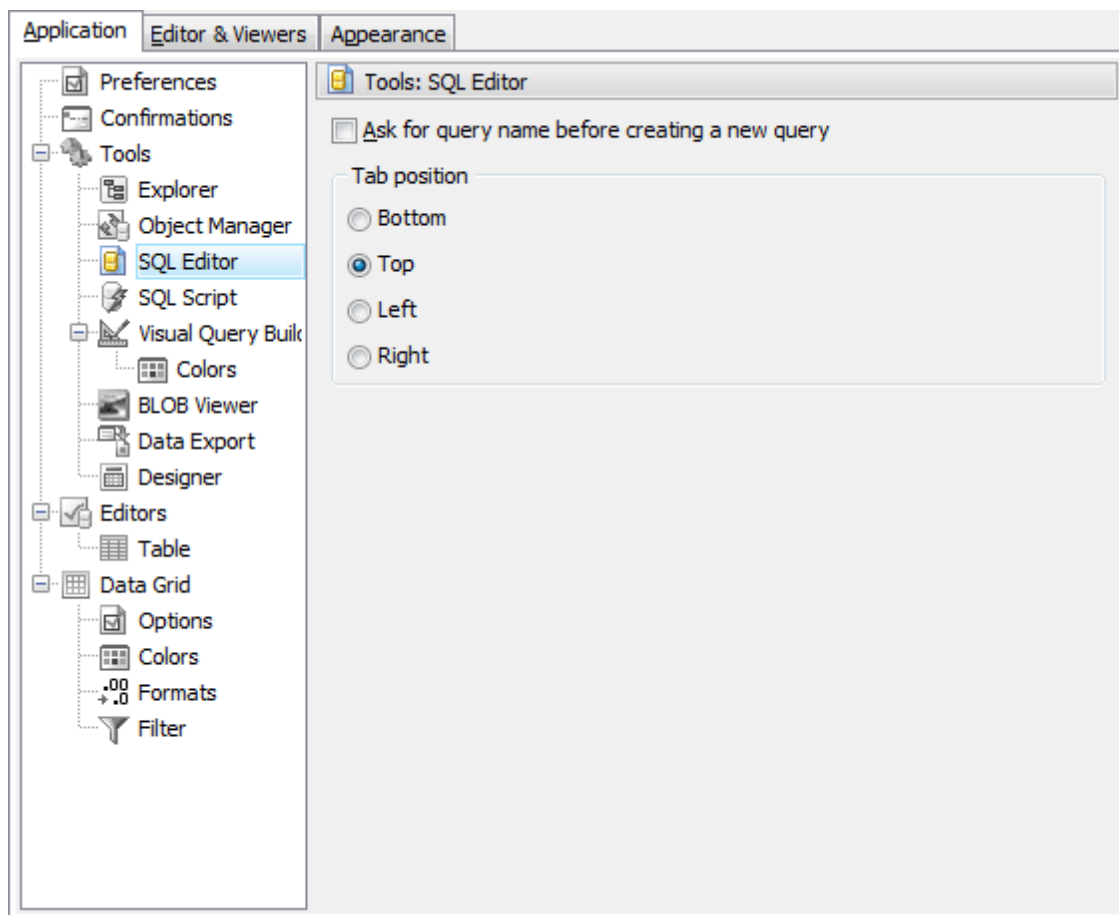 Application
Editor & Viewers
Appearance
Preferences
Confirmations
Tools
Explorer
Object Manager
SQL Editor
SQL Script
Visual Query Buil
Colors
BLOB Viewer
Data Export
Designer
Editors
Table
Data Grid
Options
Colors
Formats
Filter
Tools: SQL Editor
Ask for query name before creating a new query
Tab position
Bottom
Top
Left
Right